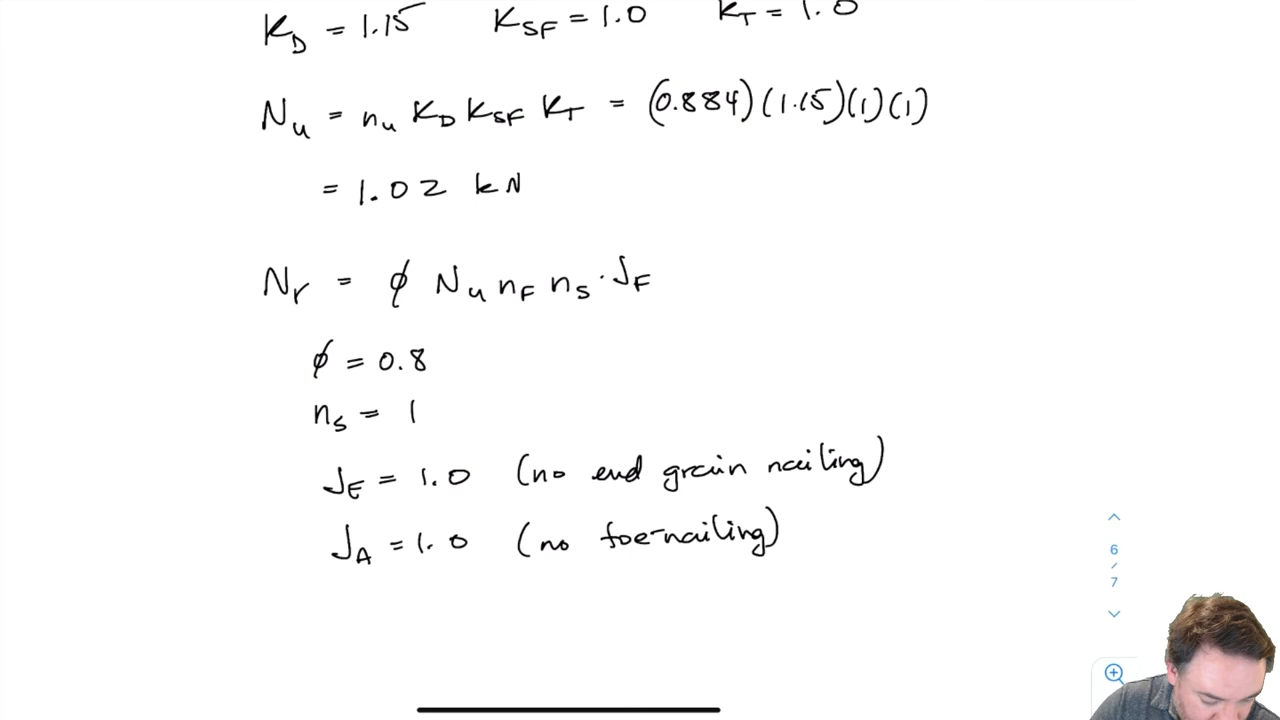 K_D = 1.15 K_SF = 1.0 K_T = 1.0
N_u = n_u K_D K_SF K_T = (0.884)(1.15)(1)(1)
= 1.02 kN
N_r = ϕ N_u n_F n_S · J_F
ϕ = 0.8
n_S = 1
J_E = 1.0 (no end grain nailing)
J_A = 1.0 (no toe-nailing)
6
/
7